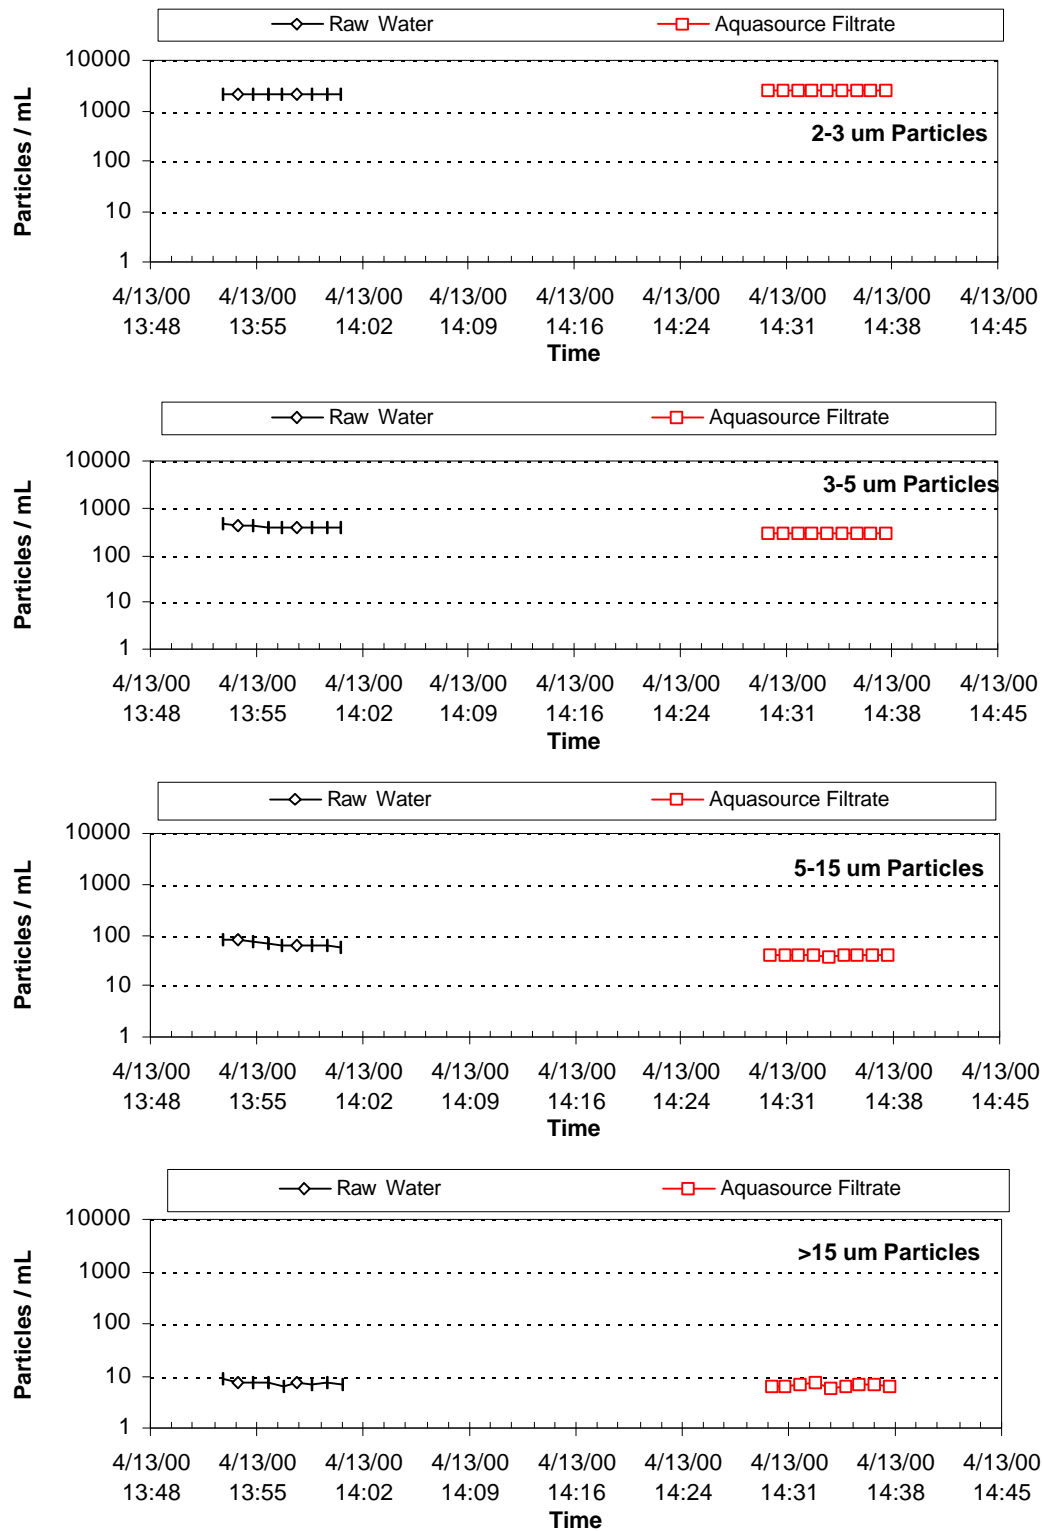 Raw Water Aquasource Filtrate
10000
1000
100
10
1
Particles / mL
2-3 um Particles
4/13/00 4/13/00 4/13/00 4/13/00 4/13/00 4/13/00 4/13/00 4/13/00 4/13/00
13:48 13:55 14:02 14:09 14:16 14:24 14:31 14:38 14:45
Time
Raw Water Aquasource Filtrate
10000
1000
100
10
1
Particles / mL
3-5 um Particles
4/13/00 4/13/00 4/13/00 4/13/00 4/13/00 4/13/00 4/13/00 4/13/00 4/13/00
13:48 13:55 14:02 14:09 14:16 14:24 14:31 14:38 14:45
Time
Raw Water Aquasource Filtrate
10000
1000
100
10
1
Particles / mL
5-15 um Particles
4/13/00 4/13/00 4/13/00 4/13/00 4/13/00 4/13/00 4/13/00 4/13/00 4/13/00
13:48 13:55 14:02 14:09 14:16 14:24 14:31 14:38 14:45
Time
Raw Water Aquasource Filtrate
10000
1000
100
10
1
Particles / mL
>15 um Particles
4/13/00 4/13/00 4/13/00 4/13/00 4/13/00 4/13/00 4/13/00 4/13/00 4/13/00
13:48 13:55 14:02 14:09 14:16 14:24 14:31 14:38 14:45
Time